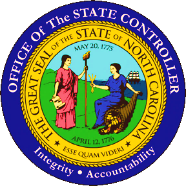 OFFICE OF THE STATE CONTROLLER
THE GREAT SEAL OF THE STATE OF NORTH CAROLINA
MAY 20, 1775
APRIL 12, 1776
ESSE QUAM VIDERI
Integrity • Accountability